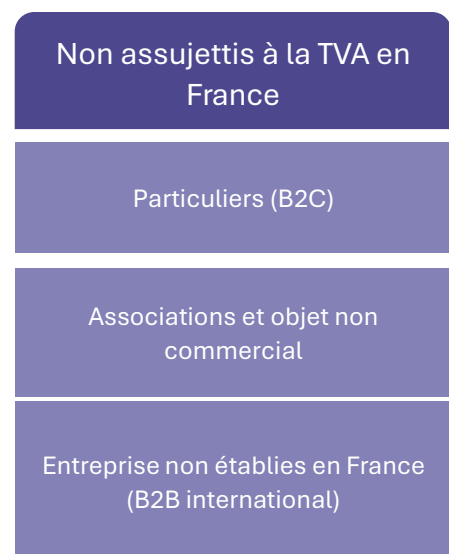 Non assujettis à la TVA en
France
Particuliers (B2C)
Associations et objet non
commercial
Entreprise non établies en France
(B2B international)